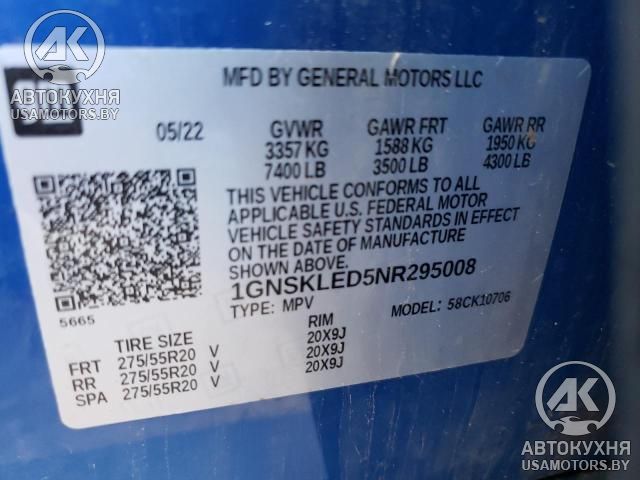 MFD BY GENERAL MOTORS LLC
05/22
GVWR GAWR FRT GAWR RR
3357 KG 1588 KG 1950 KG
7400 LB 3500 LB 4300 LB
THIS VEHICLE CONFORMS TO ALL
APPLICABLE U.S. FEDERAL MOTOR
VEHICLE SAFETY STANDARDS IN EFFECT
ON THE DATE OF MANUFACTURE
SHOWN ABOVE.
1GNSKLED5NR295008
TYPE: MPV MODEL: 58CK10706
5665
TIRE SIZE RIM
FRT 275/55R20 V 20X9J
RR 275/55R20 V 20X9J
SPA 275/55R20 V 20X9J
AK
АВТОКУХНЯ
USAMOTORS.BY
AK
АВТОКУХНЯ
USAMOTORS.BY